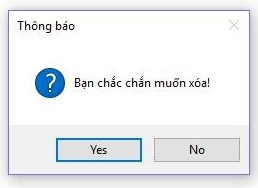 Thông báo
Bạn chắc chắn muốn xóa!
Yes No